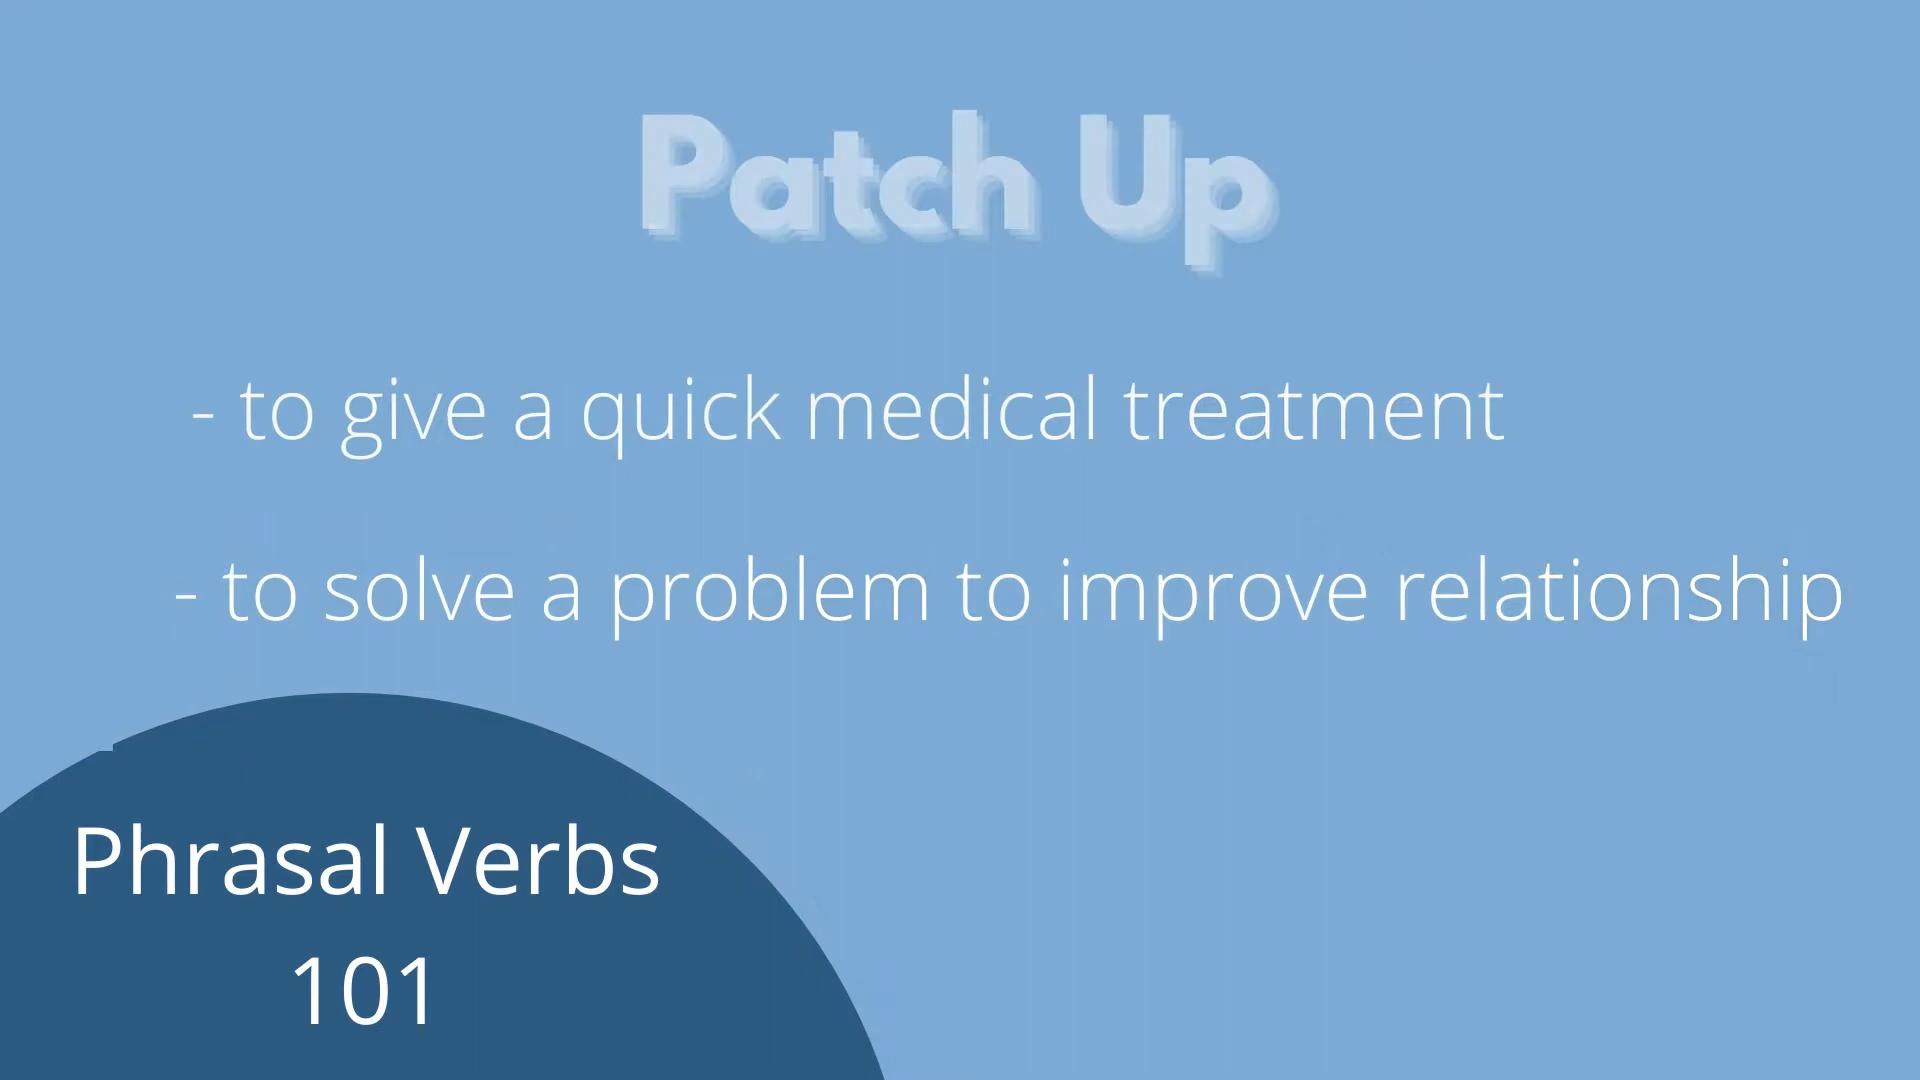 Patch Up
- to give a quick medical treatment
- to solve a problem to improve relationship
Phrasal Verbs
101